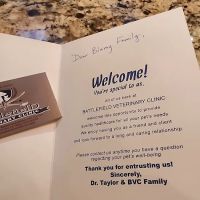 Dear Blamy Family,
Welcome!
You're special to us.
All of us here at
BATTLEFIELD VETERINARY CLINIC
welcome this opportunity to provide
quality healthcare for all your pet's needs.
We enjoy having you as a friend and client
and look forward to a long and caring relationship.
Please contact us anytime you have a question
regarding your pet's well-being.
Thank you for entrusting us!
Sincerely,
Dr. Taylor & BVC Family